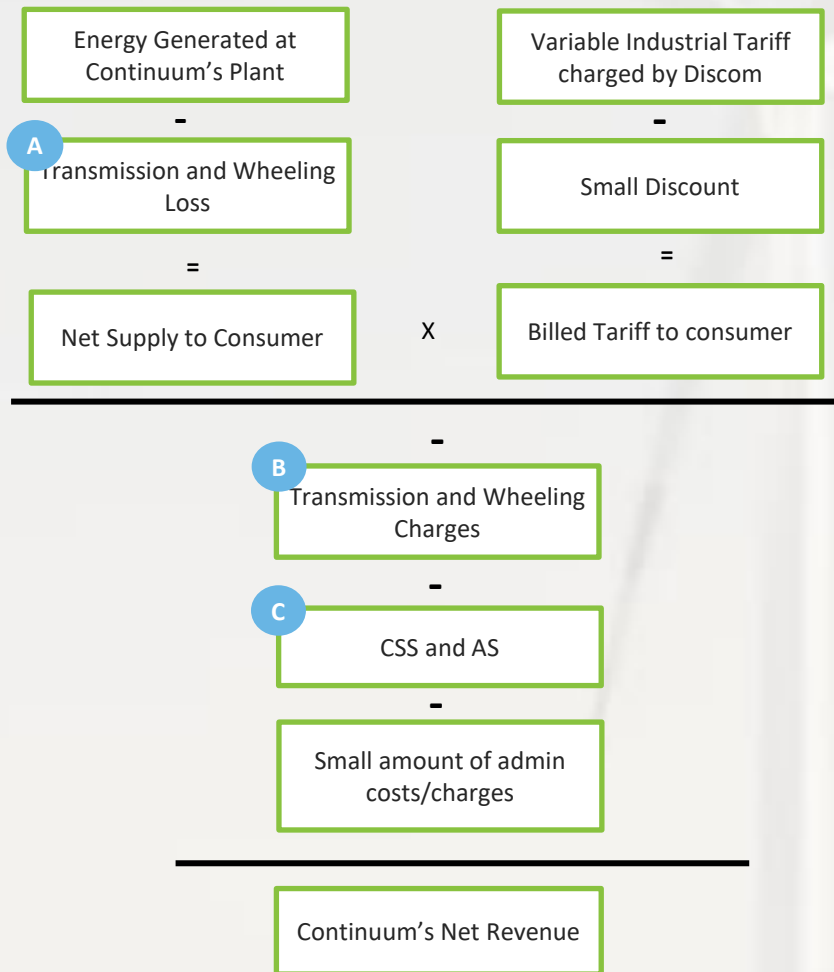 Energy Generated at
Continuum's Plant
-
A
Transmission and Wheeling
Loss
=
Net Supply to Consumer
X
Variable Industrial Tariff
charged by Discom
-
Small Discount
=
Billed Tariff to consumer
-
B
Transmission and Wheeling
Charges
-
C
CSS and AS
-
Small amount of admin
costs/charges
Continuum's Net Revenue